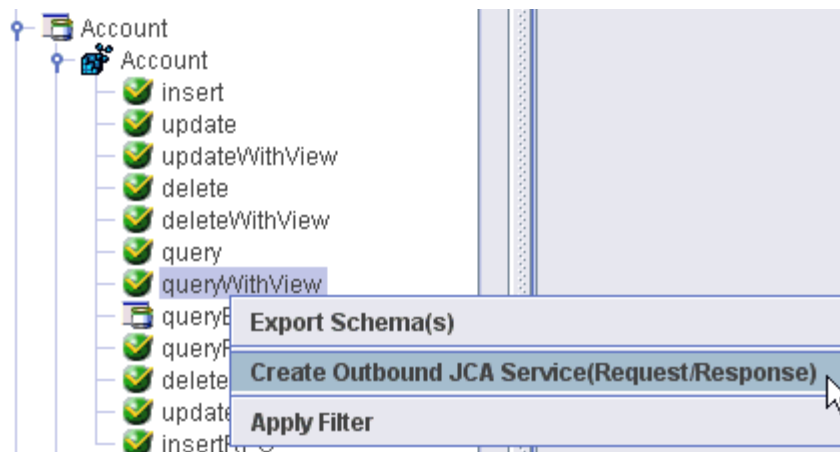 Account
Account
insert
update
updateWithView
delete
deleteWithView
query
queryWithView
Export Schema(s)
Create Outbound JCA Service(Request/Response)
Apply Filter